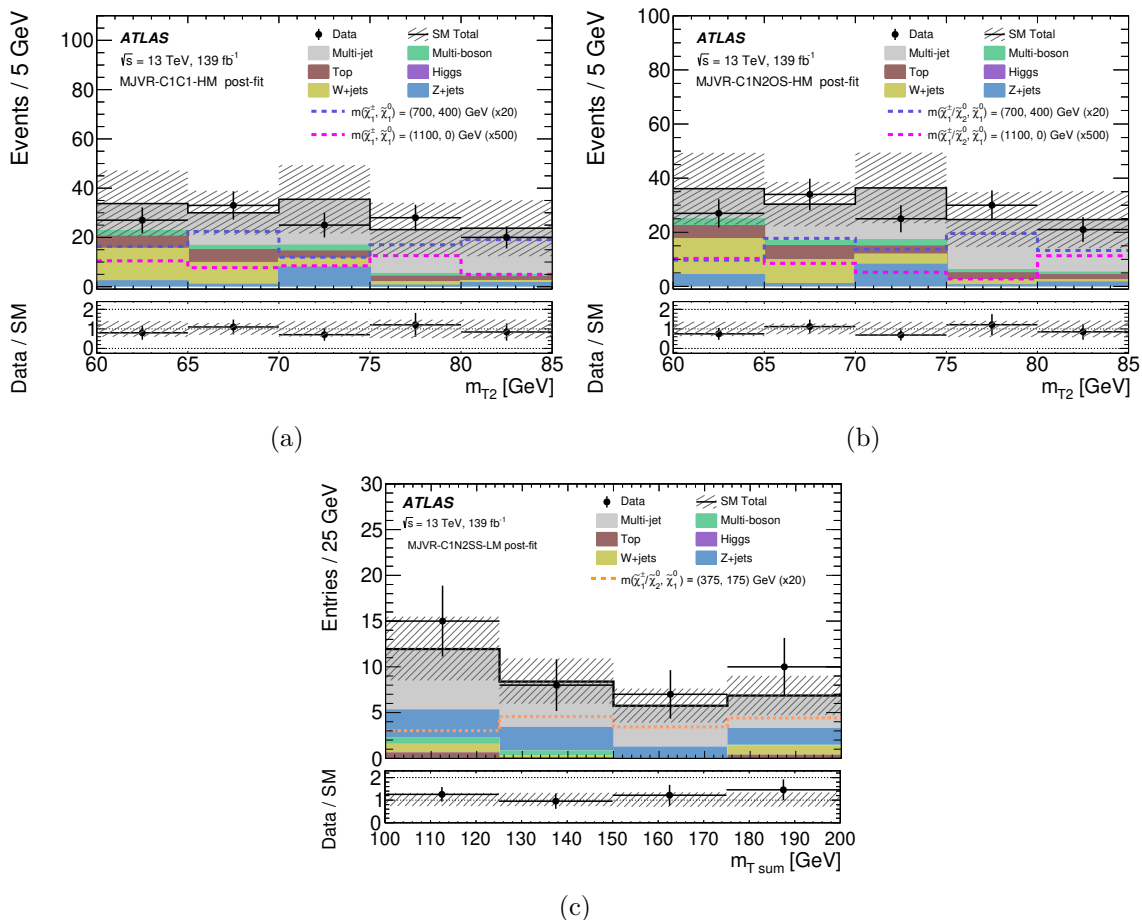 ATLAS
√s = 13 TeV, 139 fb⁻¹
MJVR-C1C1-HM post-fit
Data
SM Total
Multi-jet
Multi-boson
Top
Higgs
W+jets
Z+jets
m(χ̃₁±, χ̃₁⁰) = (700, 400) GeV (x20)
m(χ̃₁±, χ̃₁⁰) = (1100, 0) GeV (x500)
Events / 5 GeV
100
80
60
40
20
0
Data / SM
2
1
0
60 65 70 75 80 85
m_T2 [GeV]
(a)
ATLAS
√s = 13 TeV, 139 fb⁻¹
MJVR-C1N2OS-HM post-fit
Data
SM Total
Multi-jet
Multi-boson
Top
Higgs
W+jets
Z+jets
m(χ̃₁±/χ̃₂⁰, χ̃₁⁰) = (700, 400) GeV (x20)
m(χ̃₁±/χ̃₂⁰, χ̃₁⁰) = (1100, 0) GeV (x500)
Events / 5 GeV
100
80
60
40
20
0
Data / SM
2
1
0
60 65 70 75 80 85
m_T2 [GeV]
(b)
ATLAS
√s = 13 TeV, 139 fb⁻¹
MJVR-C1N2SS-LM post-fit
Data
SM Total
Multi-jet
Multi-boson
Top
Higgs
W+jets
Z+jets
m(χ̃₁±/χ̃₂⁰, χ̃₁⁰) = (375, 175) GeV (x20)
Entries / 25 GeV
30
25
20
15
10
5
0
Data / SM
2
1
0
100 110 120 130 140 150 160 170 180 190 200
m_T sum [GeV]
(c)